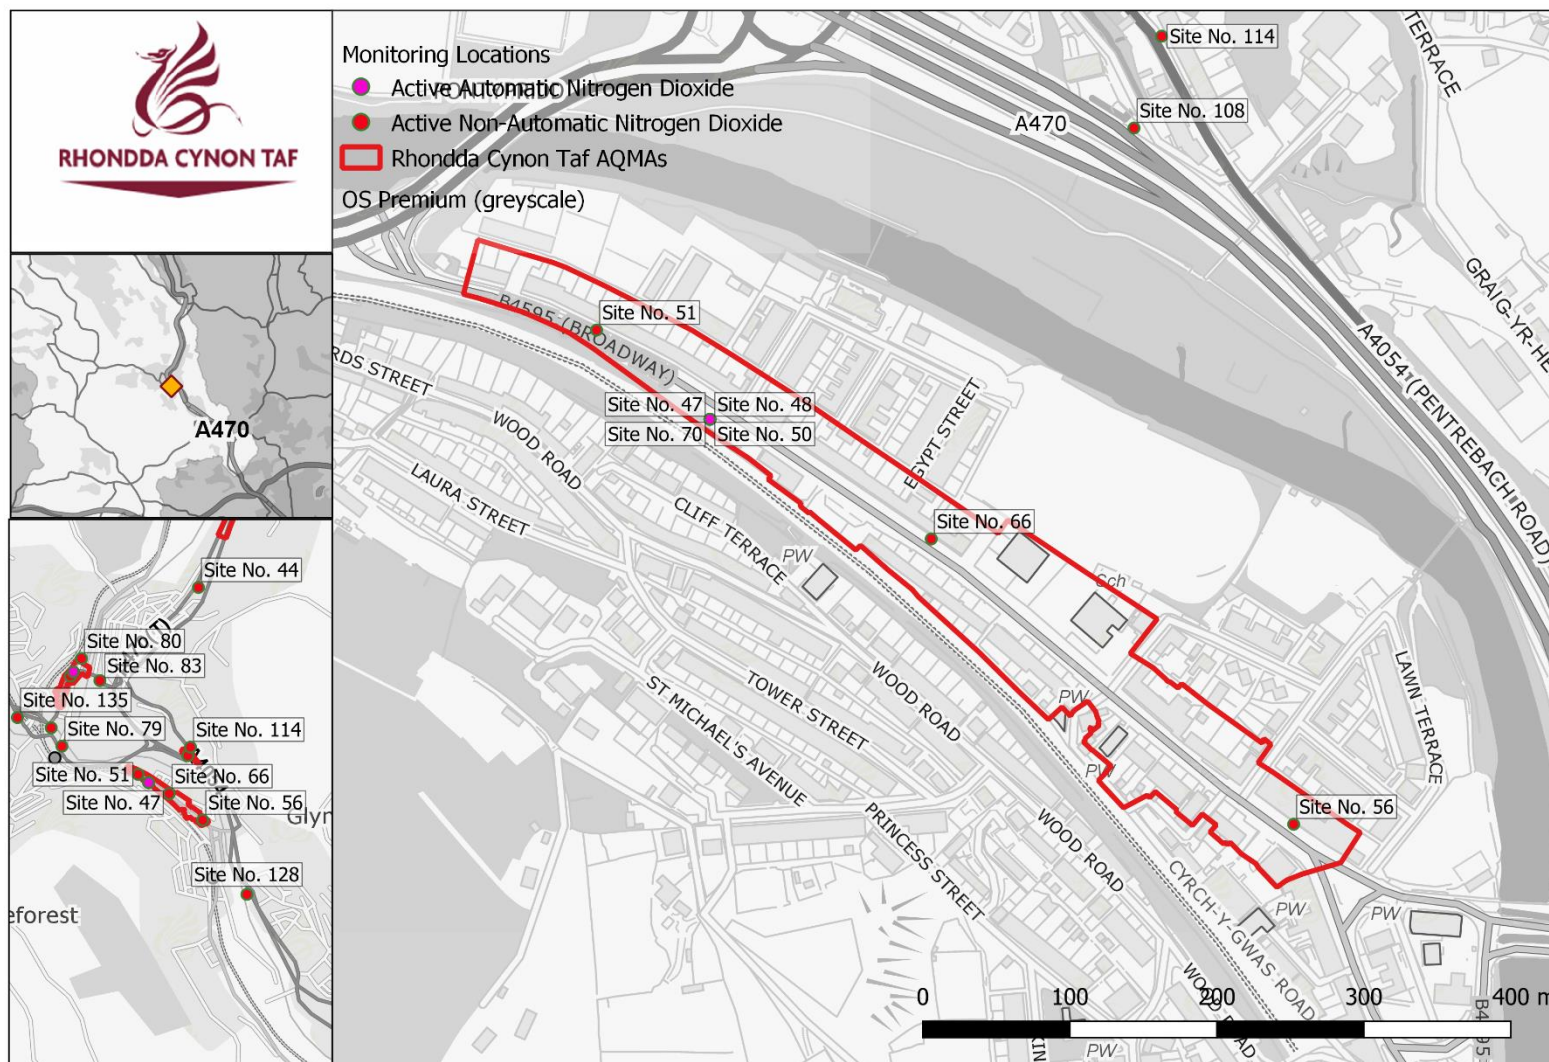 RHONDDA CYNON TAF
A470
Site No. 44
Site No. 80
Site No. 83
Site No. 135
Site No. 79
Site No. 114
Site No. 51
Site No. 66
Site No. 47
Site No. 56
Glyn
Site No. 128
eforest
Monitoring Locations
Active Automatic Nitrogen Dioxide
Active Non-Automatic Nitrogen Dioxide
Rhondda Cynon Taf AQMAs
OS Premium (greyscale)
TERRACE
Site No. 114
Site No. 108
A470
GRAIG-YR-HE
A4054 (PENTREBACH ROAD)
B4595 (BROADWAY)
Site No. 51
RDS STREET
Site No. 47
Site No. 48
Site No. 70
Site No. 50
WOOD ROAD
EGYPT STREET
LAURA STREET
CLIFF TERRACE
PW
Site No. 66
Sch
WOOD ROAD
TOWER STREET
ST MICHAEL'S AVENUE
PW
PW
LAWN TERRACE
PRINCESS STREET
WOOD ROAD
Site No. 56
CYRCH-Y-GWAS ROAD
PW
PW
WOOD ROAD
B4595
KIN
PW
0
100
200
300
400 m